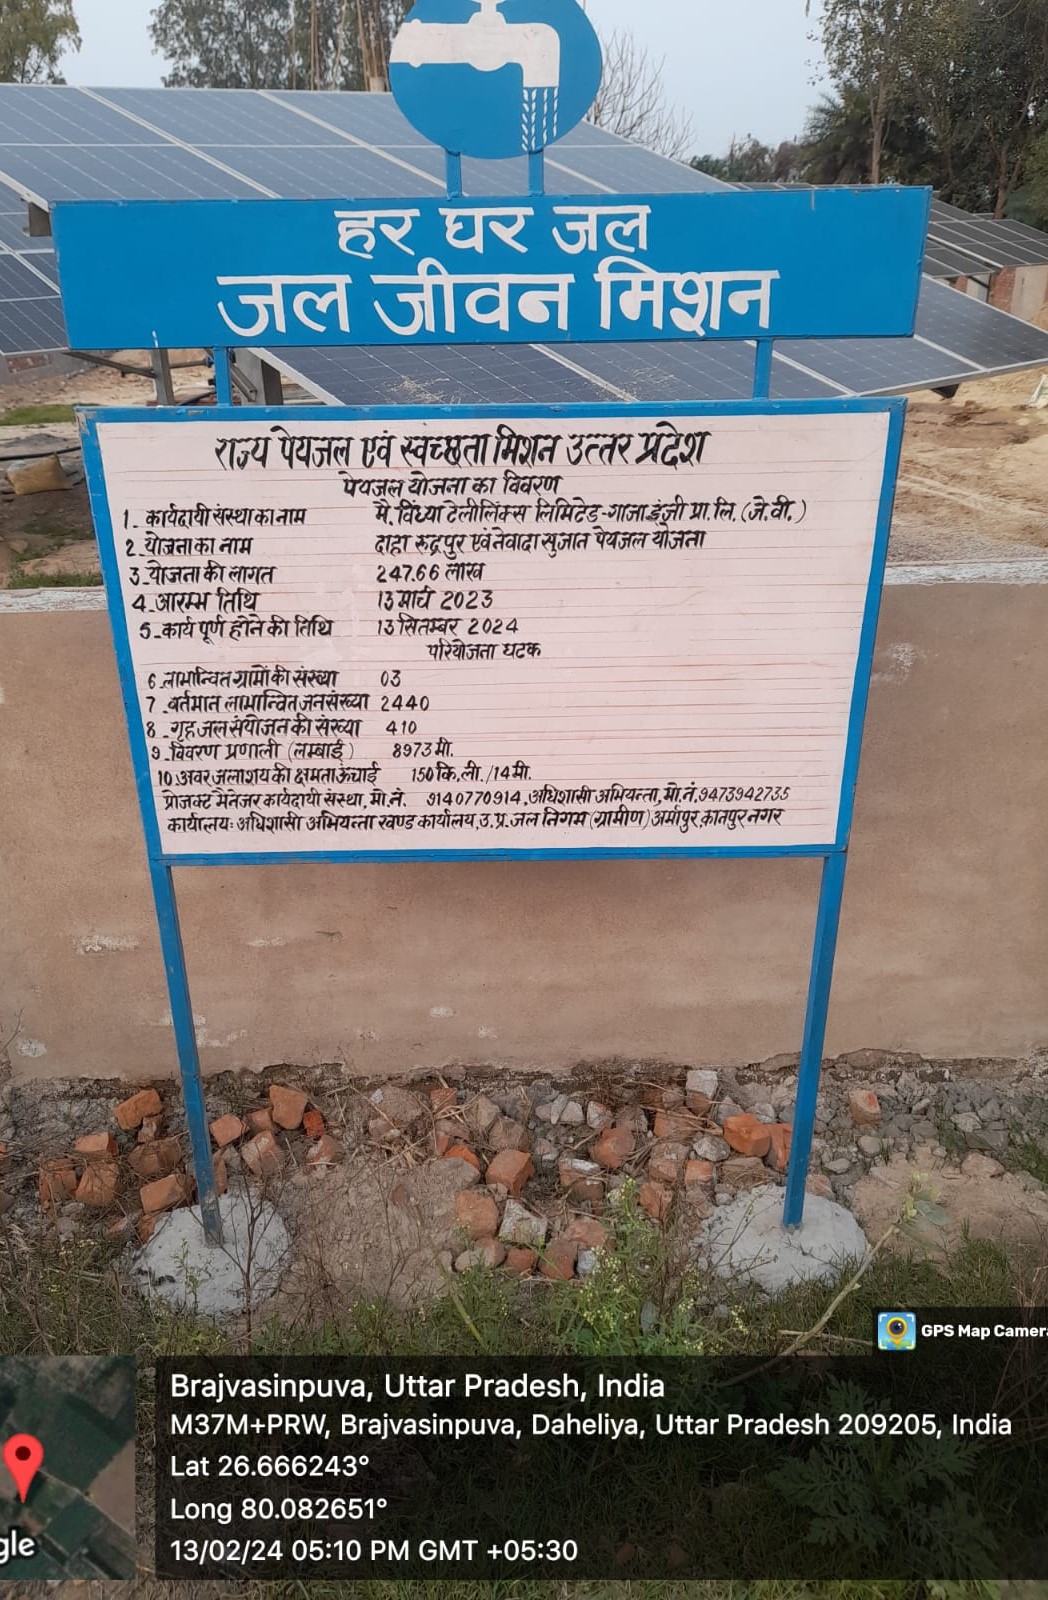 हर घर जल
जल जीवन मिशन
राज्य पेयजल एवं स्वच्छता मिशन उत्तर प्रदेश
पेयजल योजना का विवरण
1. कार्यदायी संस्था का नाम मै. विंध्या टेलीलिंक्स लिमिटेड-गाजा इंजी प्रा.लि.(जे.वी.)
2. योजना का नाम दाहा रूद्रपुर एवं नेवादा सुजान पेयजल योजना
3. योजना की लागत 247.66 लाख
4. आरम्भ तिथि 13 मार्च 2023
5. कार्य पूर्ण होने की तिथि 13 सितम्बर 2024
परियोजना घटक
6. लाभान्वित ग्रामों की संख्या 03
7. वर्तमान लाभान्वित जनसंख्या 2440
8. गृह जल संयोजन की संख्या 410
9. विवरण प्रणाली (लम्बाई) 8973 मी.
10. अवर जलाशय की क्षमता ऊंचाई 150 कि.ली./14 मी.
प्रोजक्ट मैनेजर कार्यदायी संस्था, मो.नं. 9140770914, अधिशासी अभियन्ता, मो.नं. 9473942735
कार्यालय: अधिशासी अभियन्ता खण्ड कार्यालय, उ.प्र. जल निगम (ग्रामीण) अर्मापुर, कानपुर नगर
GPS Map Camera
Brajvasinpuva, Uttar Pradesh, India
M37M+PRW, Brajvasinpuva, Daheliya, Uttar Pradesh 209205, India
Lat 26.666243°
Long 80.082651°
13/02/24 05:10 PM GMT +05:30
gle